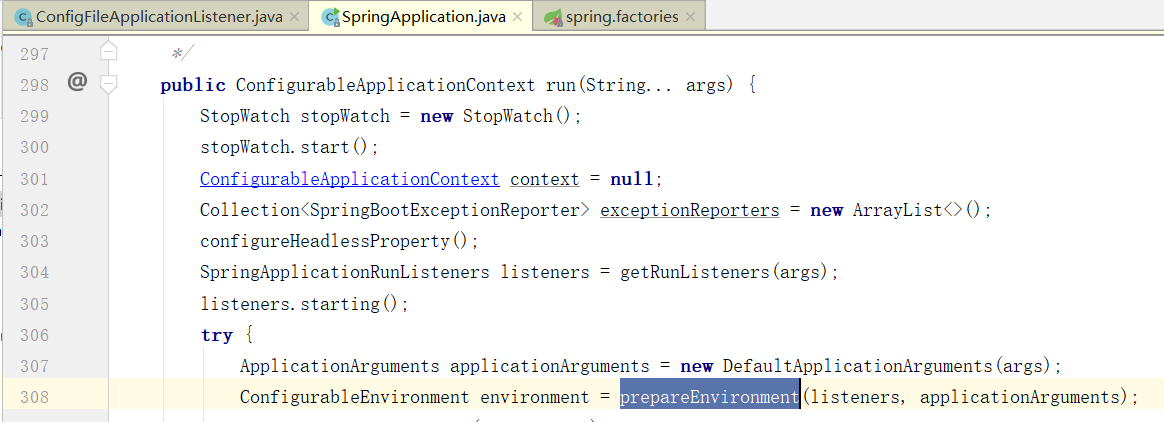 ConfigFileApplicationListener.java × SpringApplication.java × spring.factories ×
297 */
298 @ public ConfigurableApplicationContext run(String... args) {
299 StopWatch stopWatch = new StopWatch();
300 stopWatch.start();
301 ConfigurableApplicationContext context = null;
302 Collection<SpringBootExceptionReporter> exceptionReporters = new ArrayList<>();
303 configureHeadlessProperty();
304 SpringApplicationRunListeners listeners = getRunListeners(args);
305 listeners.starting();
306 try {
307 ApplicationArguments applicationArguments = new DefaultApplicationArguments(args);
308 ConfigurableEnvironment environment = prepareEnvironment(listeners, applicationArguments);